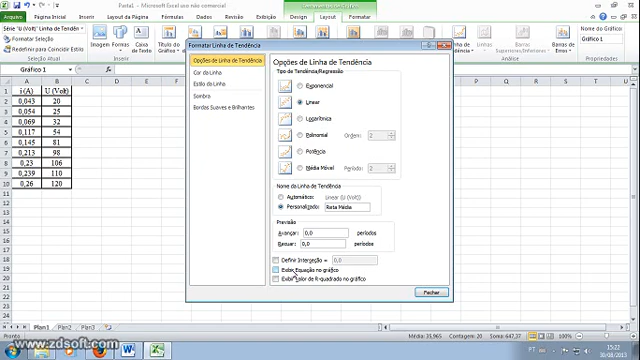 Pasta1 - Microsoft Excel uso não comercial
Arquivo Página Inicial Inserir Layout da Página Fórmulas Dados Revisão Exibição Design Layout Formatar
Série "U (Volt)" Linha de Tendên
Formatar Seleção
Redefinir para Coincidir Estilo
Imagem Formas
Barras de Erros
Nome do Gráfico:
Gráfico 1
Gráfico 1
A B C D
i (A) U (Volt)
0,043 20
0,054 25
0,069 32
0,117 54
0,145 81
0,213 98
0,23 106
0,239 110
0,26 120
Formatar Linha de Tendência
Opções de Linha de Tendência
Cor da Linha
Estilo da Linha
Sombra
Bordas Suaves e Brilhantes
Opções de Linha de Tendência
Tipo de Tendência/Regressão
Exponencial
Linear
Logarítmica
Polinomial Ordem: 2
Potência
Média Móvel Período: 2
Nome da Linha de Tendência
Automático: Linear (U (Volt))
Personalizado: Reta Média
Previsão
Avançar: 0,0 períodos
Recuar: 0,0 períodos
Definir Interseção = 0,0
Exibir Equação no gráfico
Exibir valor de R-quadrado no gráfico
Fechar
Plan1 Plan2 Plan3
Pronto Média: 35,965 Contagem: 20 Soma: 647,37 100%
www.zdsoft.com
PT 15:22
30/08/2013